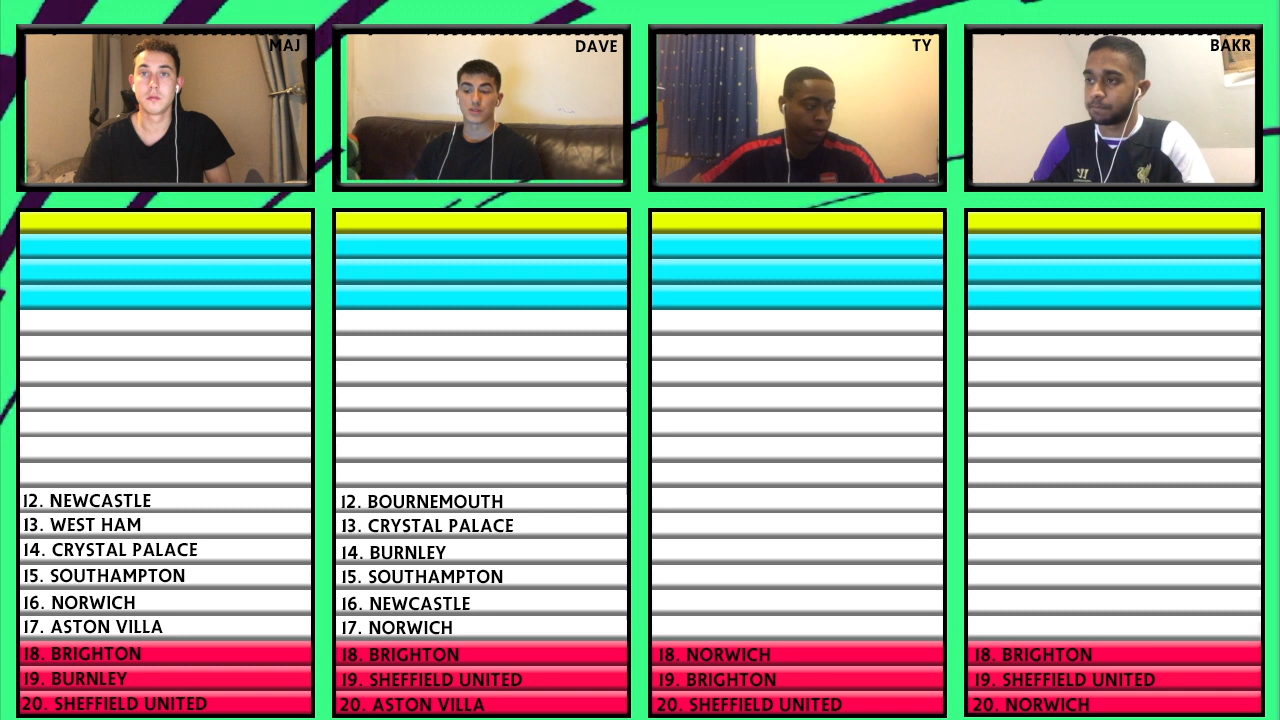 MAJ
DAVE
TY
BAKR
12. NEWCASTLE
13. WEST HAM
14. CRYSTAL PALACE
15. SOUTHAMPTON
16. NORWICH
17. ASTON VILLA
18. BRIGHTON
19. BURNLEY
20. SHEFFIELD UNITED
12. BOURNEMOUTH
13. CRYSTAL PALACE
14. BURNLEY
15. SOUTHAMPTON
16. NEWCASTLE
17. NORWICH
18. BRIGHTON
19. SHEFFIELD UNITED
20. ASTON VILLA
18. NORWICH
19. BRIGHTON
20. SHEFFIELD UNITED
18. BRIGHTON
19. SHEFFIELD UNITED
20. NORWICH